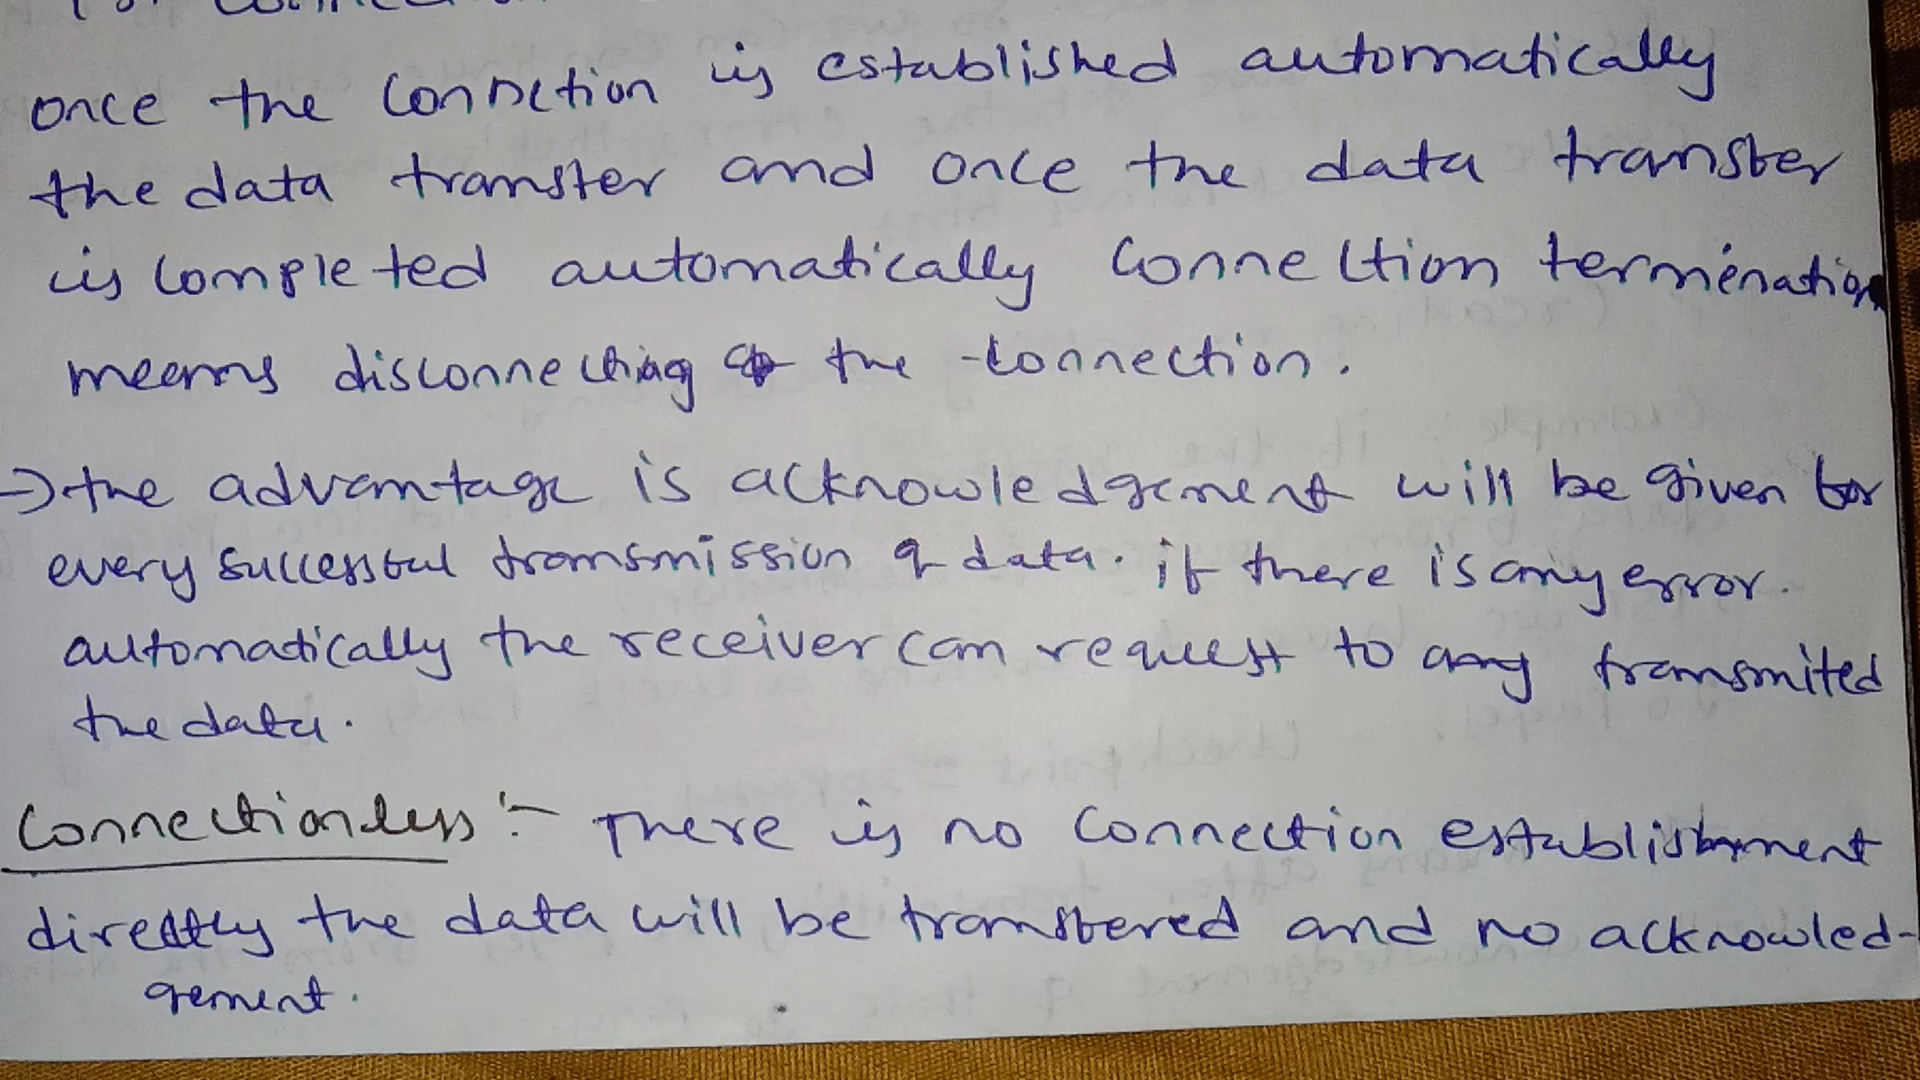 once the connction is established automatically
the data transfer and once the data transfer
is completed automatically connection termination
meens disconnecting the connection.
→ the advantage is acknowledgement will be given for
every successful transmission of data. if there is any error.
automatically the receiver can request to any transmited
the data.
Connectionless :- There is no connection establishment
directly the data will be transfered and no acknowled-
gement.